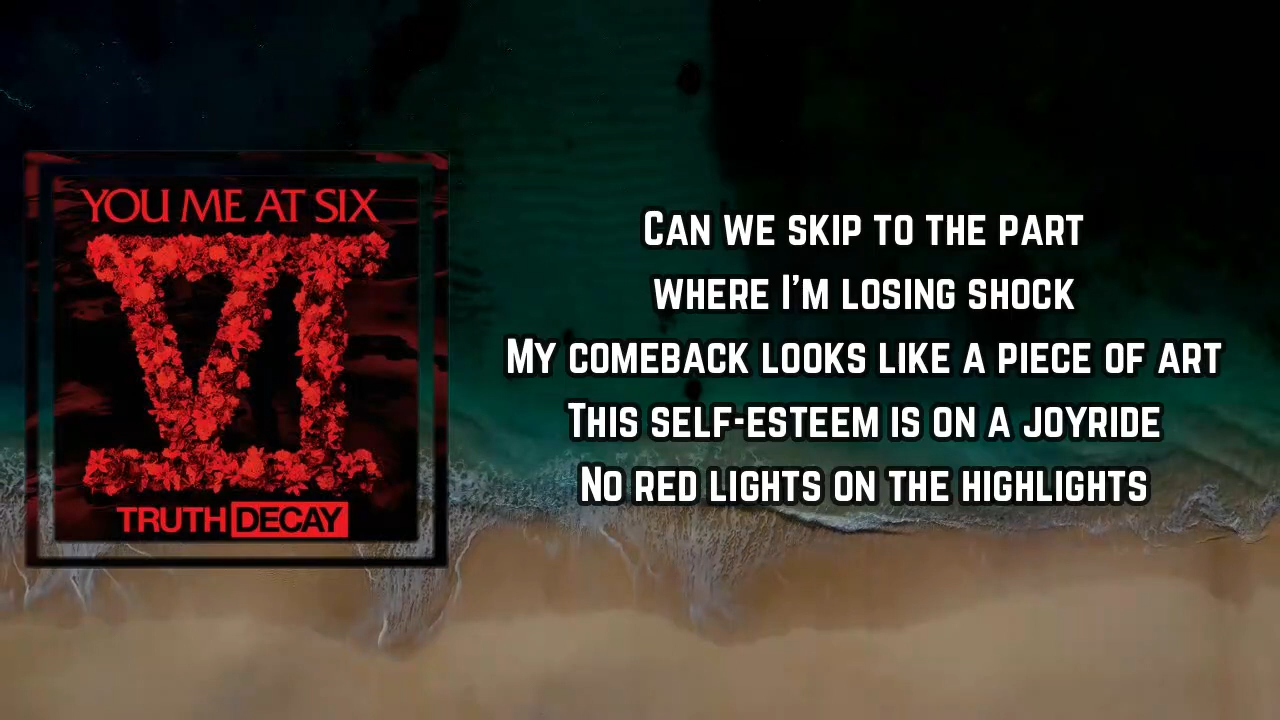 YOU ME AT SIX
VI
TRUTH DECAY
CAN WE SKIP TO THE PART
WHERE I'M LOSING SHOCK
MY COMEBACK LOOKS LIKE A PIECE OF ART
THIS SELF-ESTEEM IS ON A JOYRIDE
NO RED LIGHTS ON THE HIGHLIGHTS